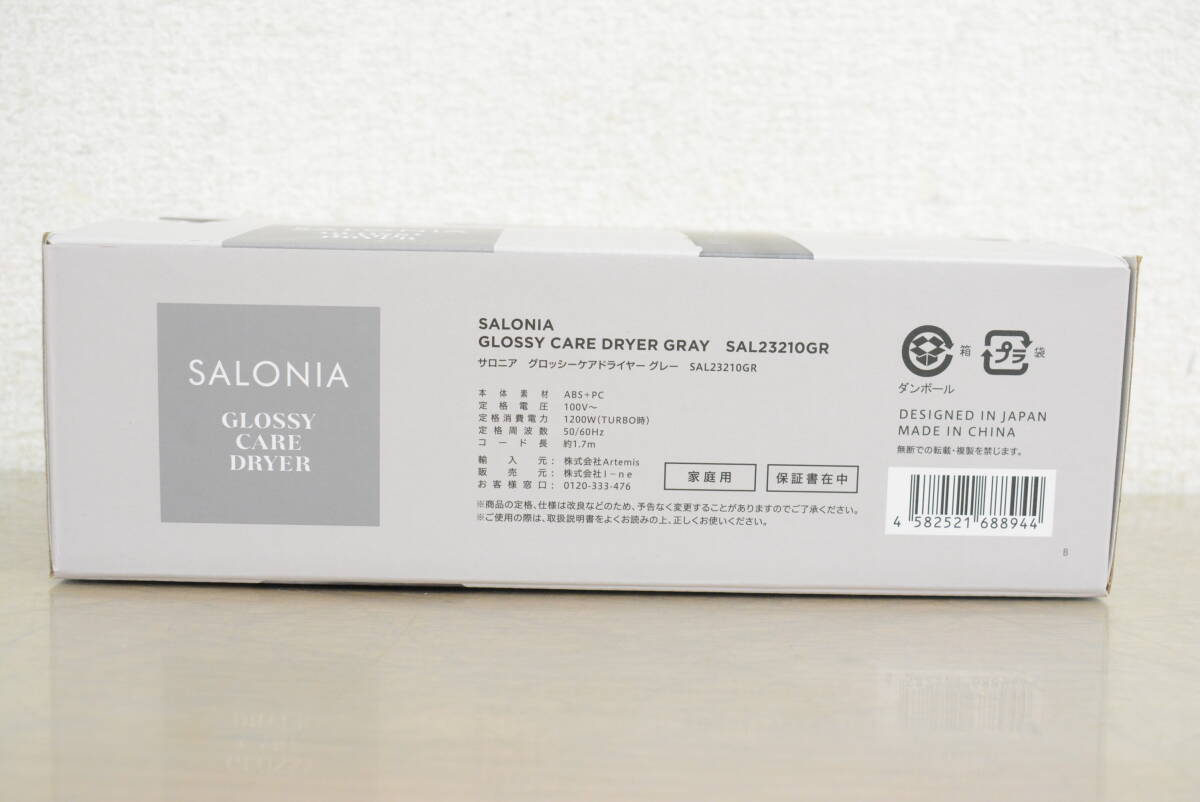 SALONIA
GLOSSY
CARE
DRYER
SALONIA
GLOSSY CARE DRYER GRAY SAL23210GR
サロニア グロッシーケアドライヤー グレー SAL23210GR
本体素材 ABS+PC
定格電圧 100V～
定格消費電力 1200W(TURBO時)
定格周波数 50/60Hz
コード長 約1.7m
輸入元: 株式会社Artemis
販売元: 株式会社I-ne
お客様窓口: 0120-333-476
家庭用
保証書在中
※商品の定格、仕様は改良などのため、予告なく変更することがありますのでご了承ください。
※ご使用の際は、取扱説明書をよくお読みの上、正しくお使いください。
箱
プラ
袋
ダンボール
DESIGNED IN JAPAN
MADE IN CHINA
無断での転載・複製を禁じます。
4 582521 688944
B